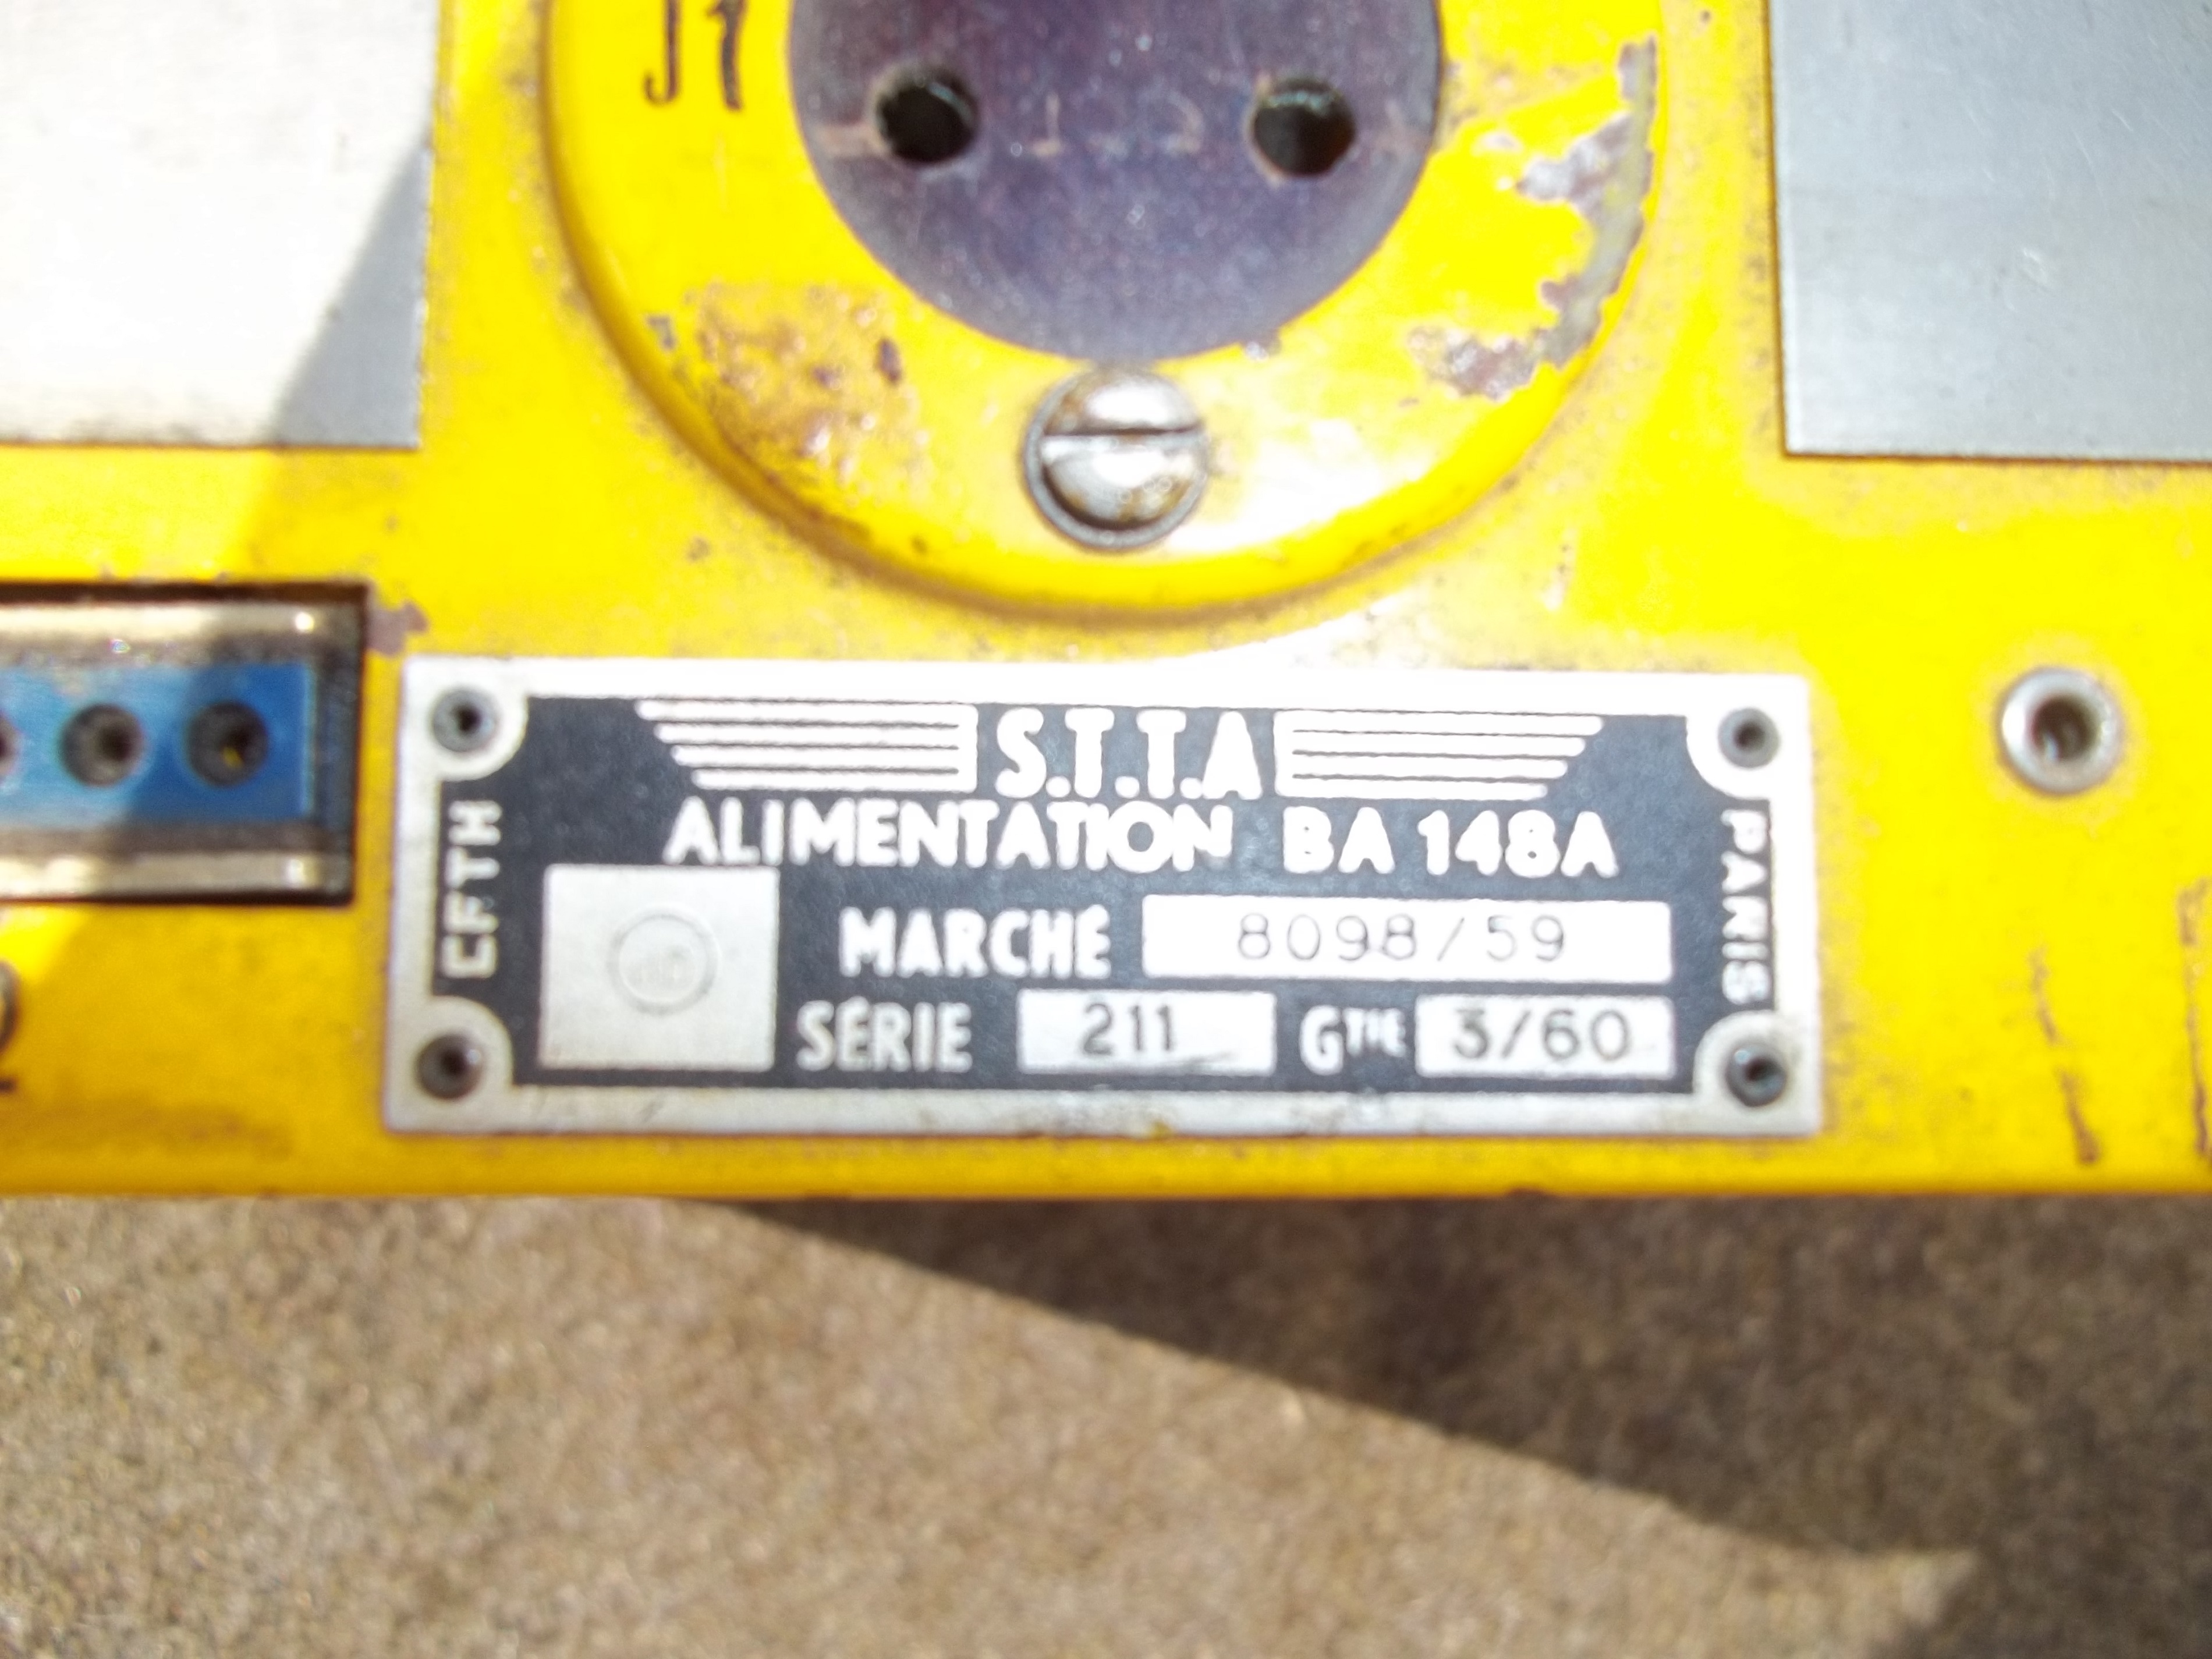 J1
S.T.T.A
ALIMENTATION BA 148A
CFTH
MARCHÉ 8098/59
PARIS
SÉRIE 211 GTIE 3/60